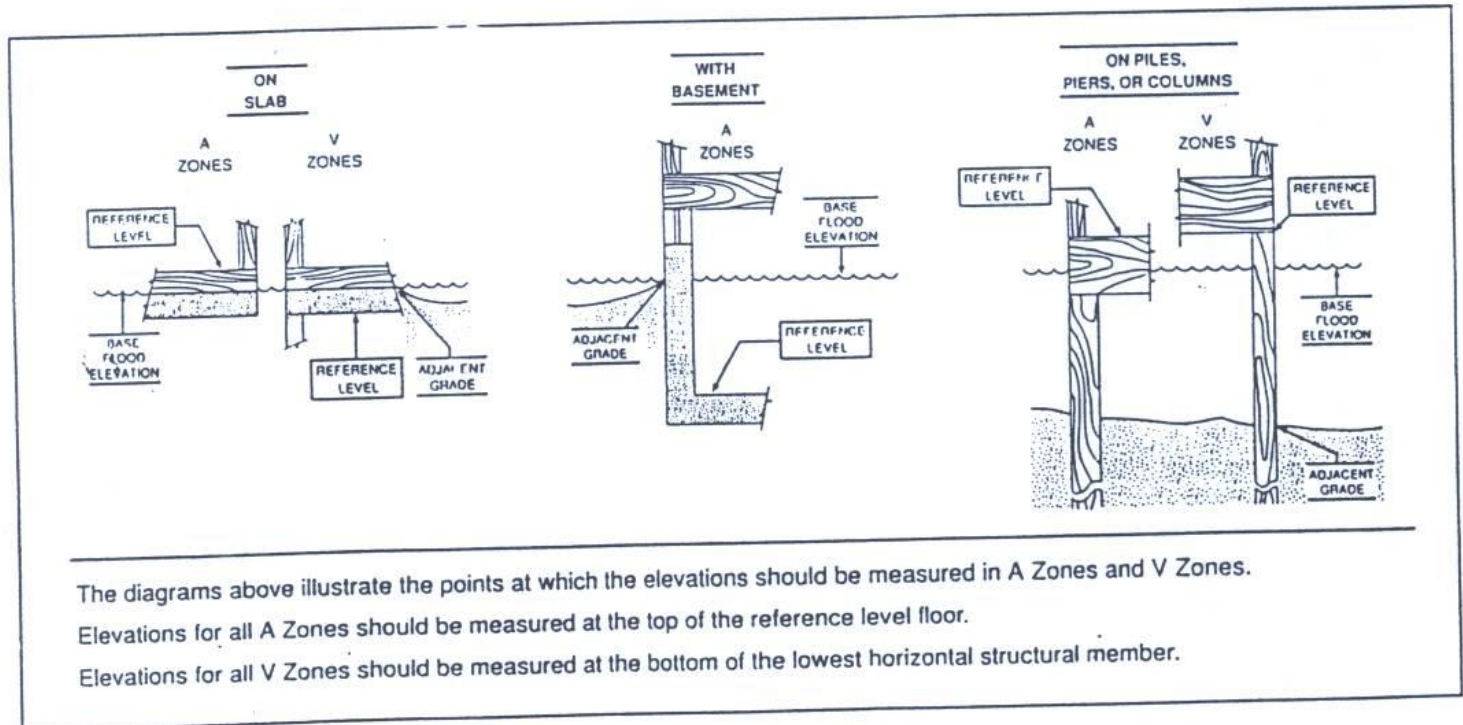 ON
SLAB
A
ZONES
V
ZONES
REFERENCE
LEVEL
BASE
FLOOD
ELEVATION
REFERENCE
LEVEL
ADJACENT
GRADE
WITH
BASEMENT
A
ZONES
BASE
FLOOD
ELEVATION
ADJACENT
GRADE
REFERENCE
LEVEL
ON PILES,
PIERS, OR COLUMNS
A
ZONES
V
ZONES
REFERENCE
LEVEL
REFERENCE
LEVEL
BASE
FLOOD
ELEVATION
ADJACENT
GRADE
The diagrams above illustrate the points at which the elevations should be measured in A Zones and V Zones.
Elevations for all A Zones should be measured at the top of the reference level floor.
Elevations for all V Zones should be measured at the bottom of the lowest horizontal structural member.